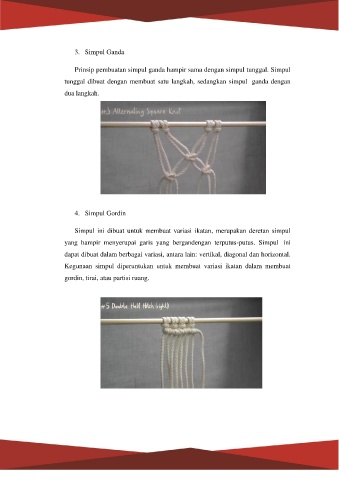 3. Simpul Ganda
Prinsip pembuatan simpul ganda hampir sama dengan simpul tunggal. Simpul
tunggal dibuat dengan membuat satu langkah, sedangkan simpul ganda dengan
dua langkah.
Alternating Square Knot
4. Simpul Gordin
Simpul ini dibuat untuk membuat variasi ikatan, merupakan deretan simpul
yang hampir menyerupai garis yang bergandengan terputus-putus. Simpul ini
dapat dibuat dalam berbagai variasi, antara lain: vertikal, diagonal dan horizontal.
Kegunaan simpul diperuntukan untuk membuat variasi ikatan dalam membuat
gordin, tirai, atau partisi ruang.
#5 Double Half Hitch (right)